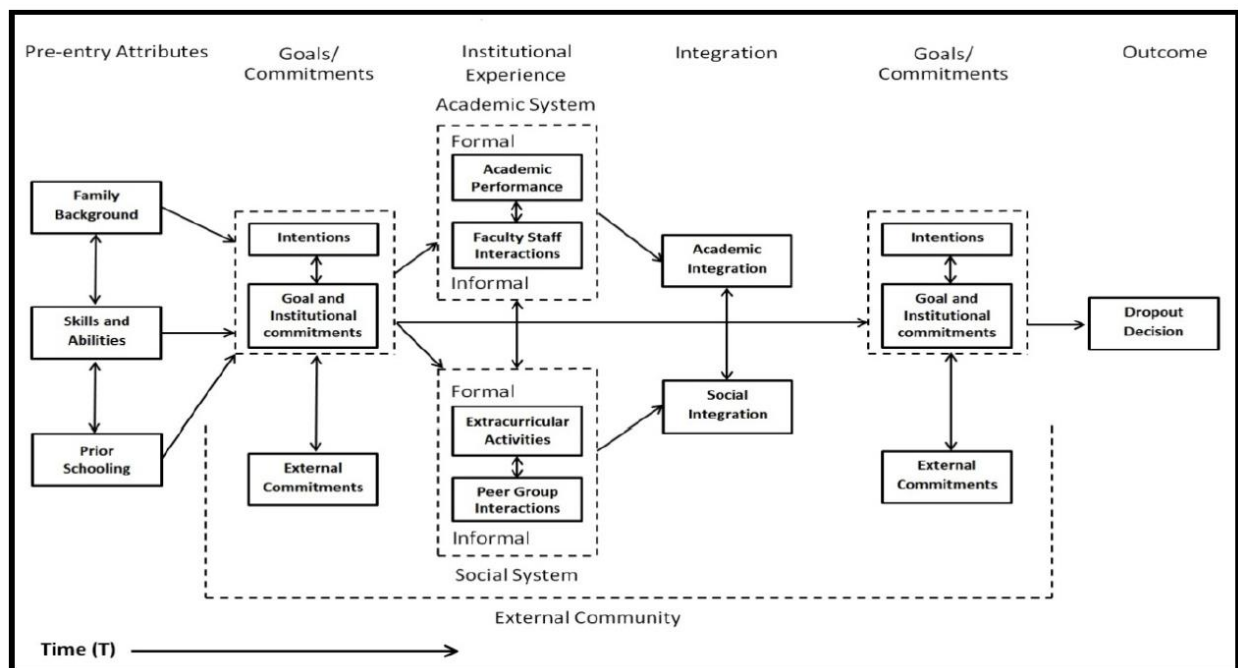 Pre-entry Attributes
Goals/
Commitments
Institutional
Experience
Integration
Goals/
Commitments
Outcome
Academic System
Formal
Academic
Performance
Faculty Staff
Interactions
Informal
Family
Background
Skills and
Abilities
Prior
Schooling
Intentions
Goal and
Institutional
commitments
External
Commitments
Formal
Extracurricular
Activities
Peer Group
Interactions
Informal
Social System
Academic
Integration
Social
Integration
Intentions
Goal and
Institutional
commitments
External
Commitments
Dropout
Decision
External Community
Time (T)